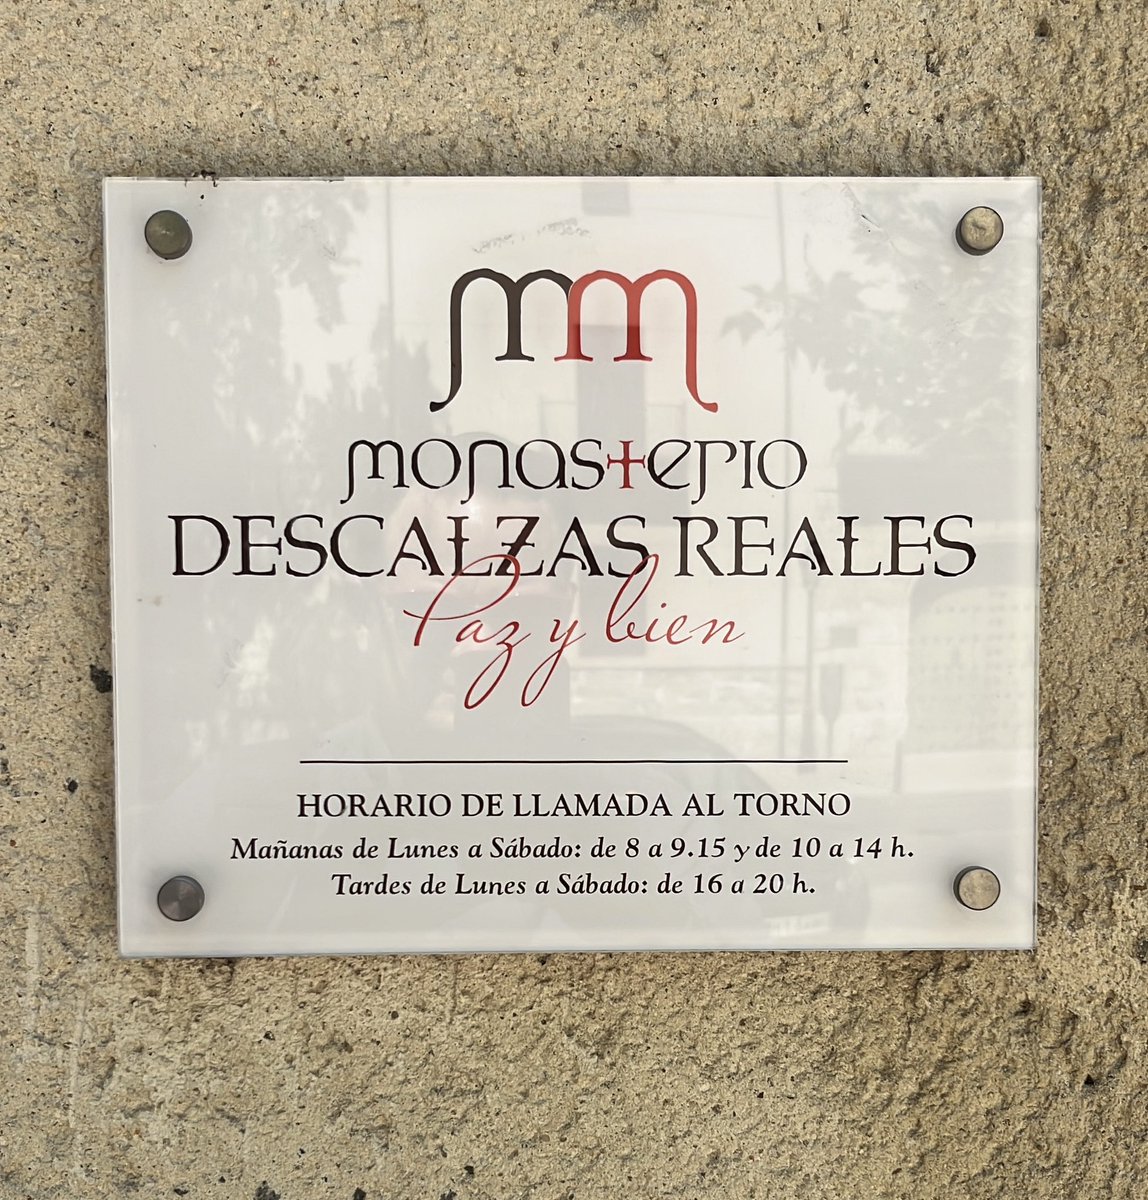 mm
monasterio
DESCALZAS REALES
Paz y bien
HORARIO DE LLAMADA AL TORNO
Mañanas de Lunes a Sábado: de 8 a 9.15 y de 10 a 14 h.
Tardes de Lunes a Sábado: de 16 a 20 h.